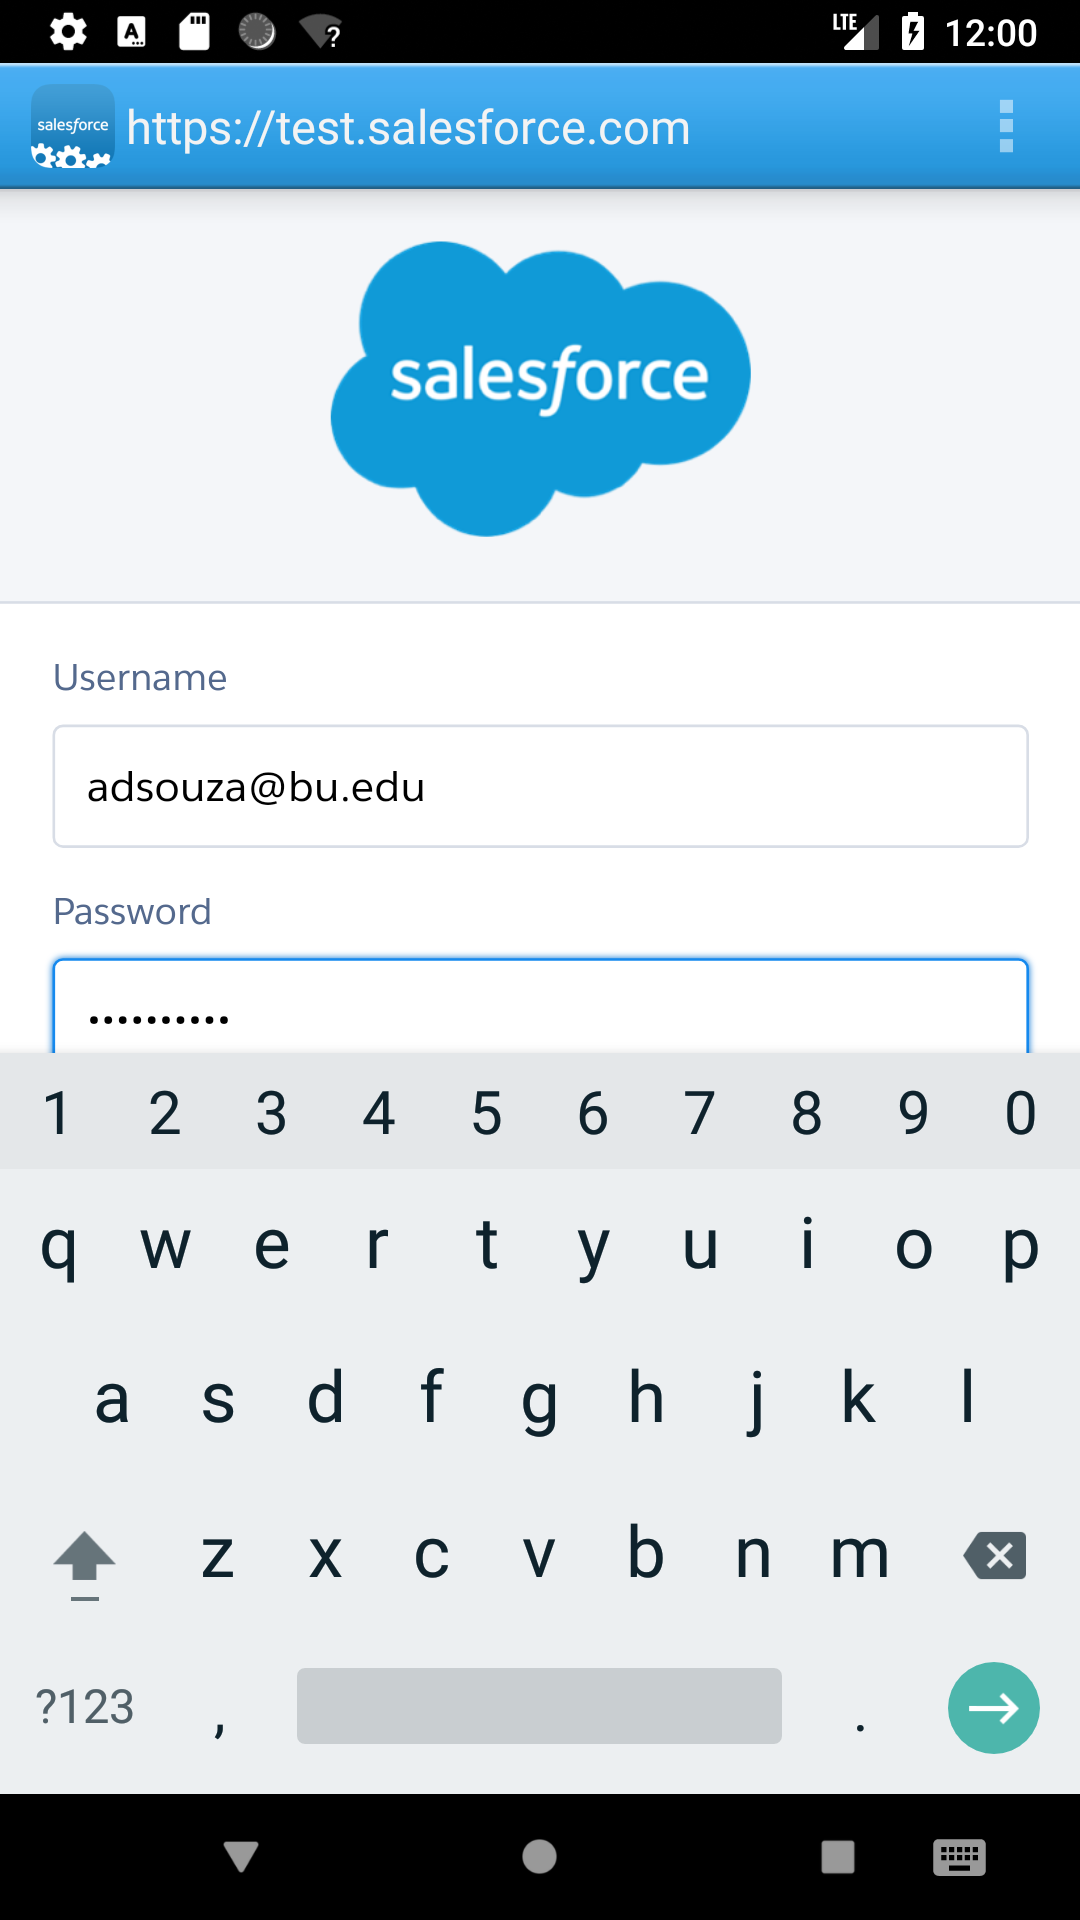 LTE 12:00
salesforce https://test.salesforce.com
salesforce
Username
adsouza@bu.edu
Password
••••••••••
1 2 3 4 5 6 7 8 9 0
q w e r t y u i o p
a s d f g h j k l
z x c v b n m
?123 , .